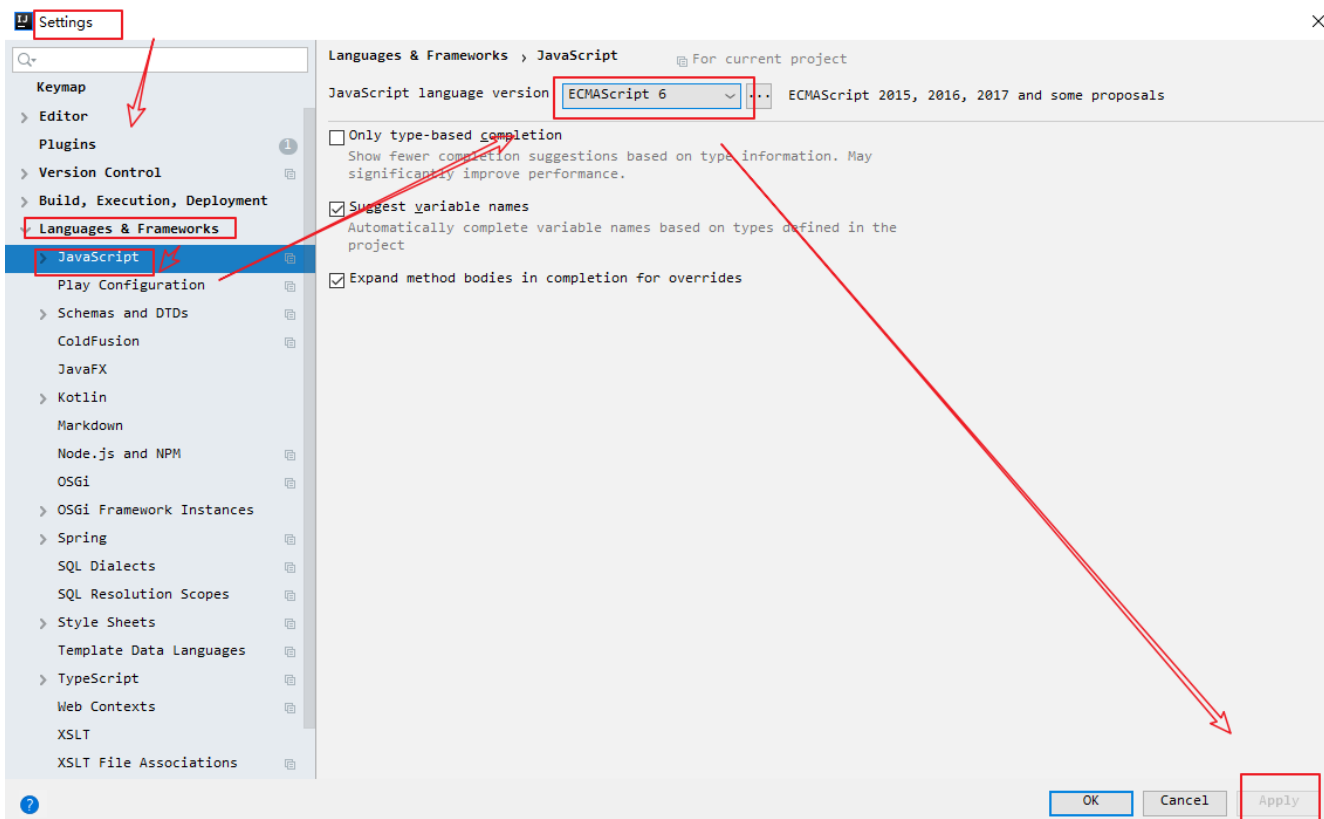 Settings
Keymap
Editor
Plugins 1
Version Control
Build, Execution, Deployment
Languages & Frameworks
JavaScript
Play Configuration
Schemas and DTDs
ColdFusion
JavaFX
Kotlin
Markdown
Node.js and NPM
OSGi
OSGi Framework Instances
Spring
SQL Dialects
SQL Resolution Scopes
Style Sheets
Template Data Languages
TypeScript
Web Contexts
XSLT
XSLT File Associations
Languages & Frameworks › JavaScript For current project
JavaScript language version ECMAScript 6 ... ECMAScript 2015, 2016, 2017 and some proposals
Only type-based completion
Show fewer completion suggestions based on type information. May
significantly improve performance.
Suggest variable names
Automatically complete variable names based on types defined in the
project
Expand method bodies in completion for overrides
? OK Cancel Apply